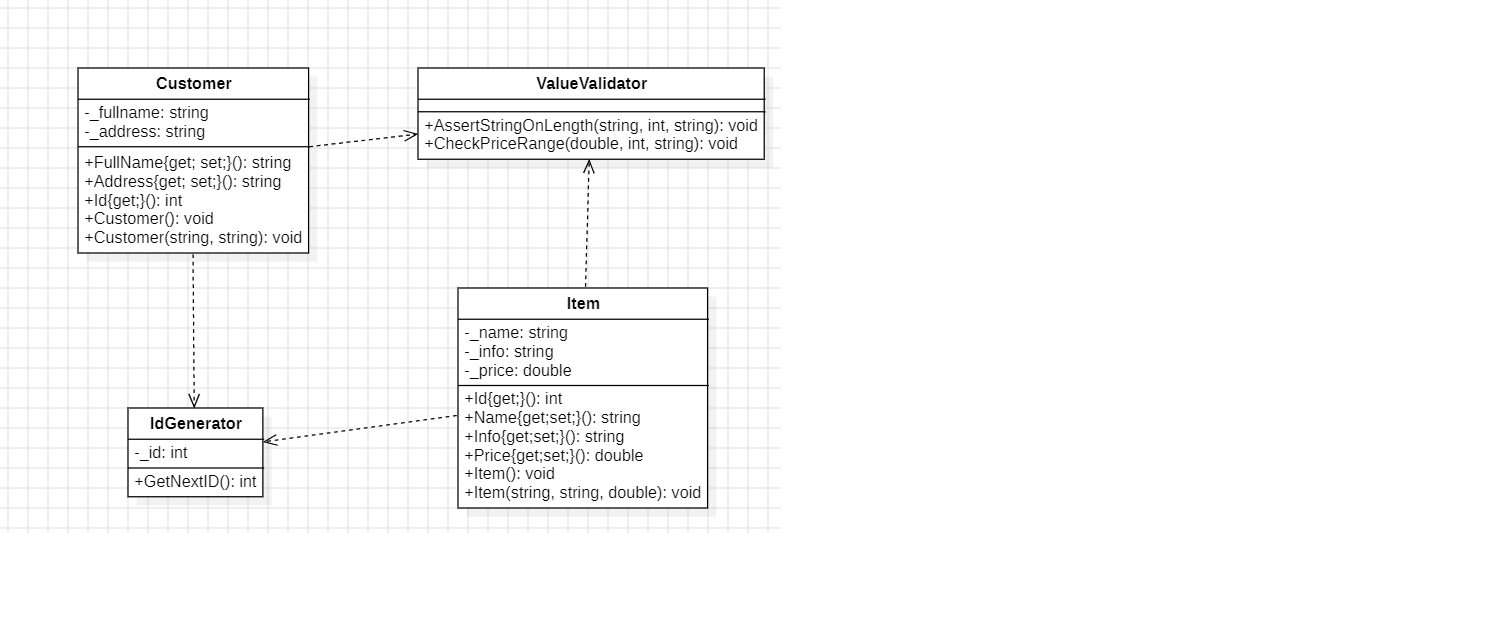 Customer
-_fullname: string
-_address: string
+FullName{get; set;}(): string
+Address{get; set;}(): string
+Id{get;}(): int
+Customer(): void
+Customer(string, string): void
ValueValidator
+AssertStringOnLength(string, int, string): void
+CheckPriceRange(double, int, string): void
Item
-_name: string
-_info: string
-_price: double
+Id{get;}(): int
+Name{get;set;}(): string
+Info{get;set;}(): string
+Price{get;set;}(): double
+Item(): void
+Item(string, string, double): void
IdGenerator
-_id: int
+GetNextID(): int